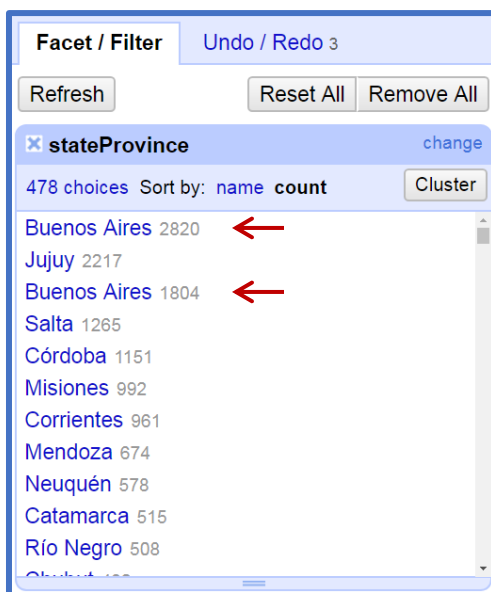 Facet / Filter Undo / Redo 3
Refresh Reset All Remove All
stateProvince change
478 choices Sort by: name count Cluster
Buenos Aires 2820
Jujuy 2217
Buenos Aires 1804
Salta 1265
Córdoba 1151
Misiones 992
Corrientes 961
Mendoza 674
Neuquén 578
Catamarca 515
Río Negro 508